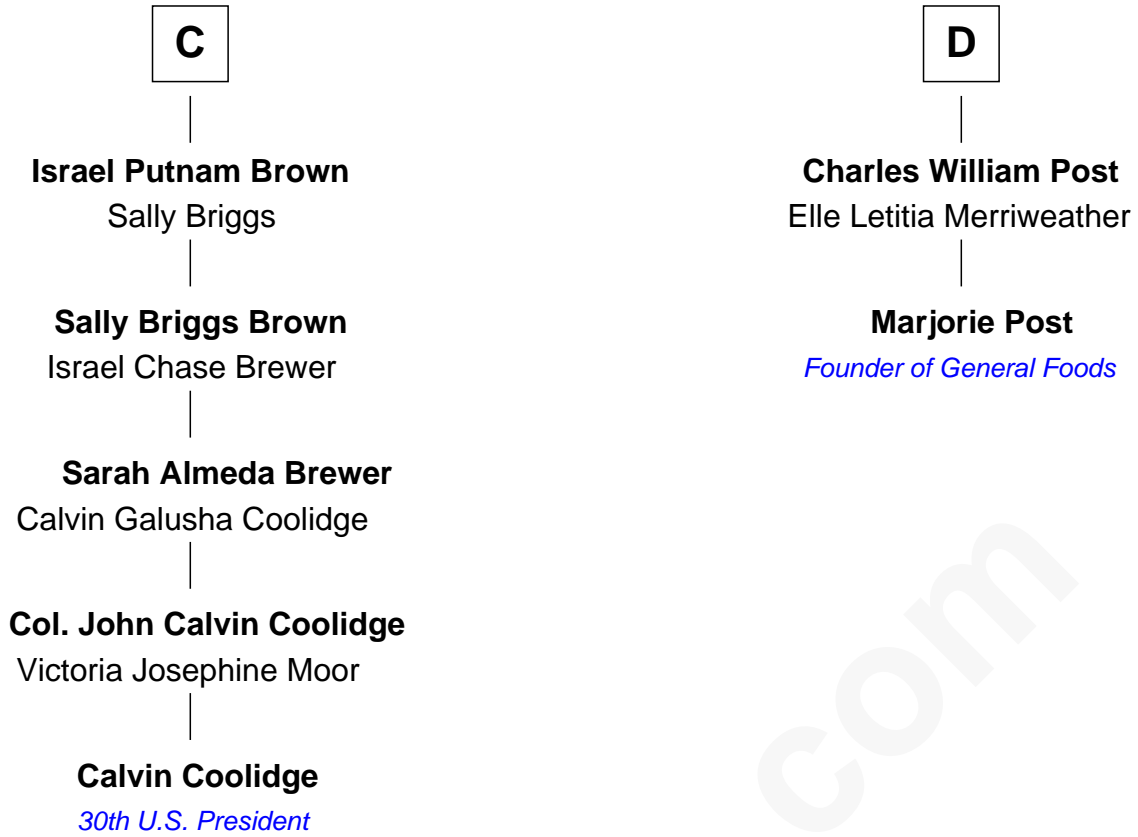 C
Israel Putnam Brown
Sally Briggs
Sally Briggs Brown
Israel Chase Brewer
Sarah Almeda Brewer
Calvin Galusha Coolidge
Col. John Calvin Coolidge
Victoria Josephine Moor
Calvin Coolidge
30th U.S. President
D
Charles William Post
Elle Letitia Merriweather
Marjorie Post
Founder of General Foods
com